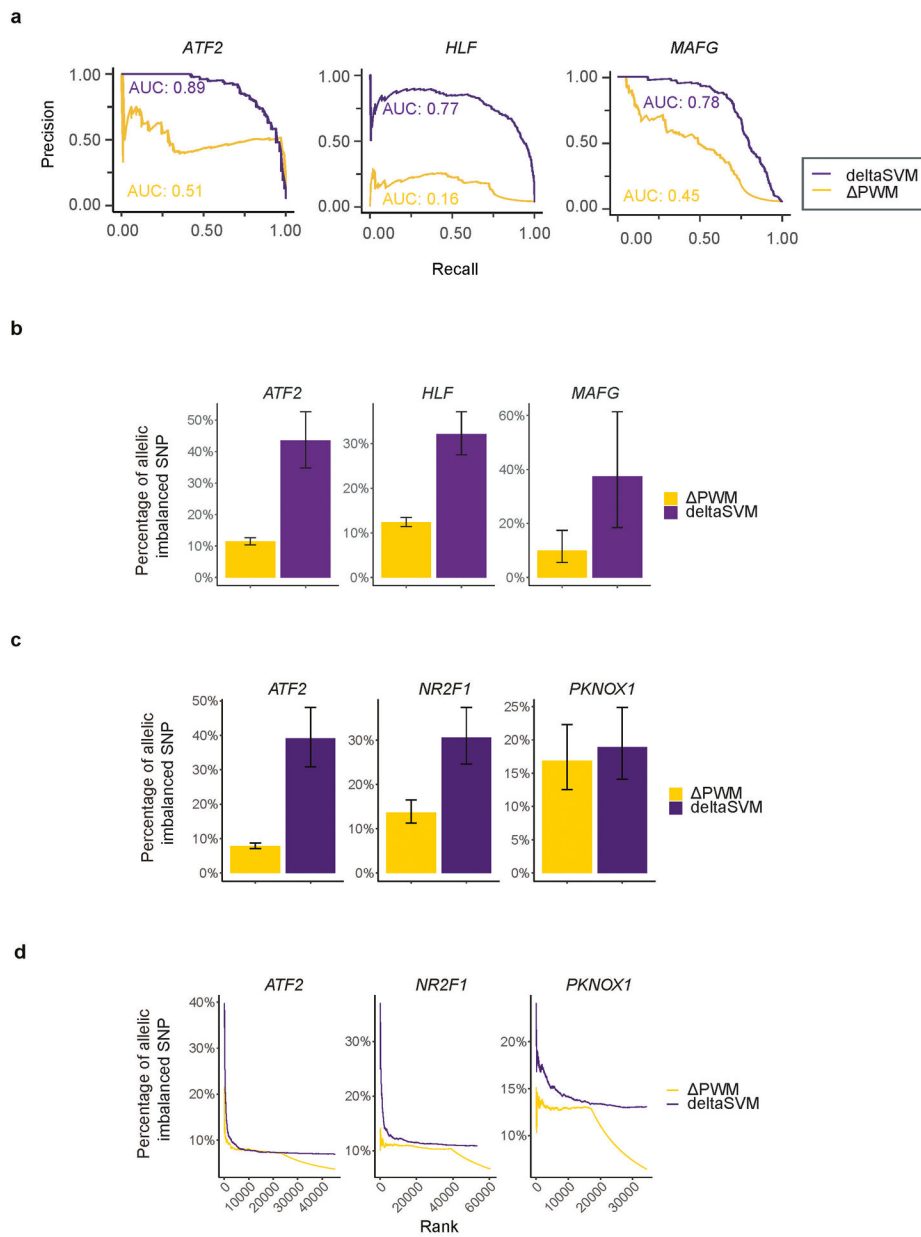 a
ATF2 HLF MAFG
Precision
1.00 1.00 1.00
AUC: 0.89 AUC: 0.77 AUC: 0.78
0.50 0.50 0.50
AUC: 0.51 AUC: 0.16 AUC: 0.45
0.00 0.00 0.00
0.00 0.50 1.00 0.00 0.50 1.00 0.00 0.50 1.00
Recall
deltaSVM
ΔPWM
b
ATF2 HLF MAFG
Percentage of allelic
imbalanced SNP
50%
40%
30%
20%
10%
0%
30%
20%
10%
0%
60%
40%
20%
0%
ΔPWM
deltaSVM
c
ATF2 NR2F1 PKNOX1
Percentage of allelic
imbalanced SNP
50%
40%
30%
20%
10%
0%
30%
20%
10%
0%
25%
20%
15%
10%
5%
0%
ΔPWM
deltaSVM
d
ATF2 NR2F1 PKNOX1
Percentage of allelic
imbalanced SNP
40%
30%
20%
10%
30%
20%
10%
20%
15%
10%
0 10000 20000 30000 40000
0 20000 40000 60000
0 10000 20000 30000
Rank
ΔPWM
deltaSVM